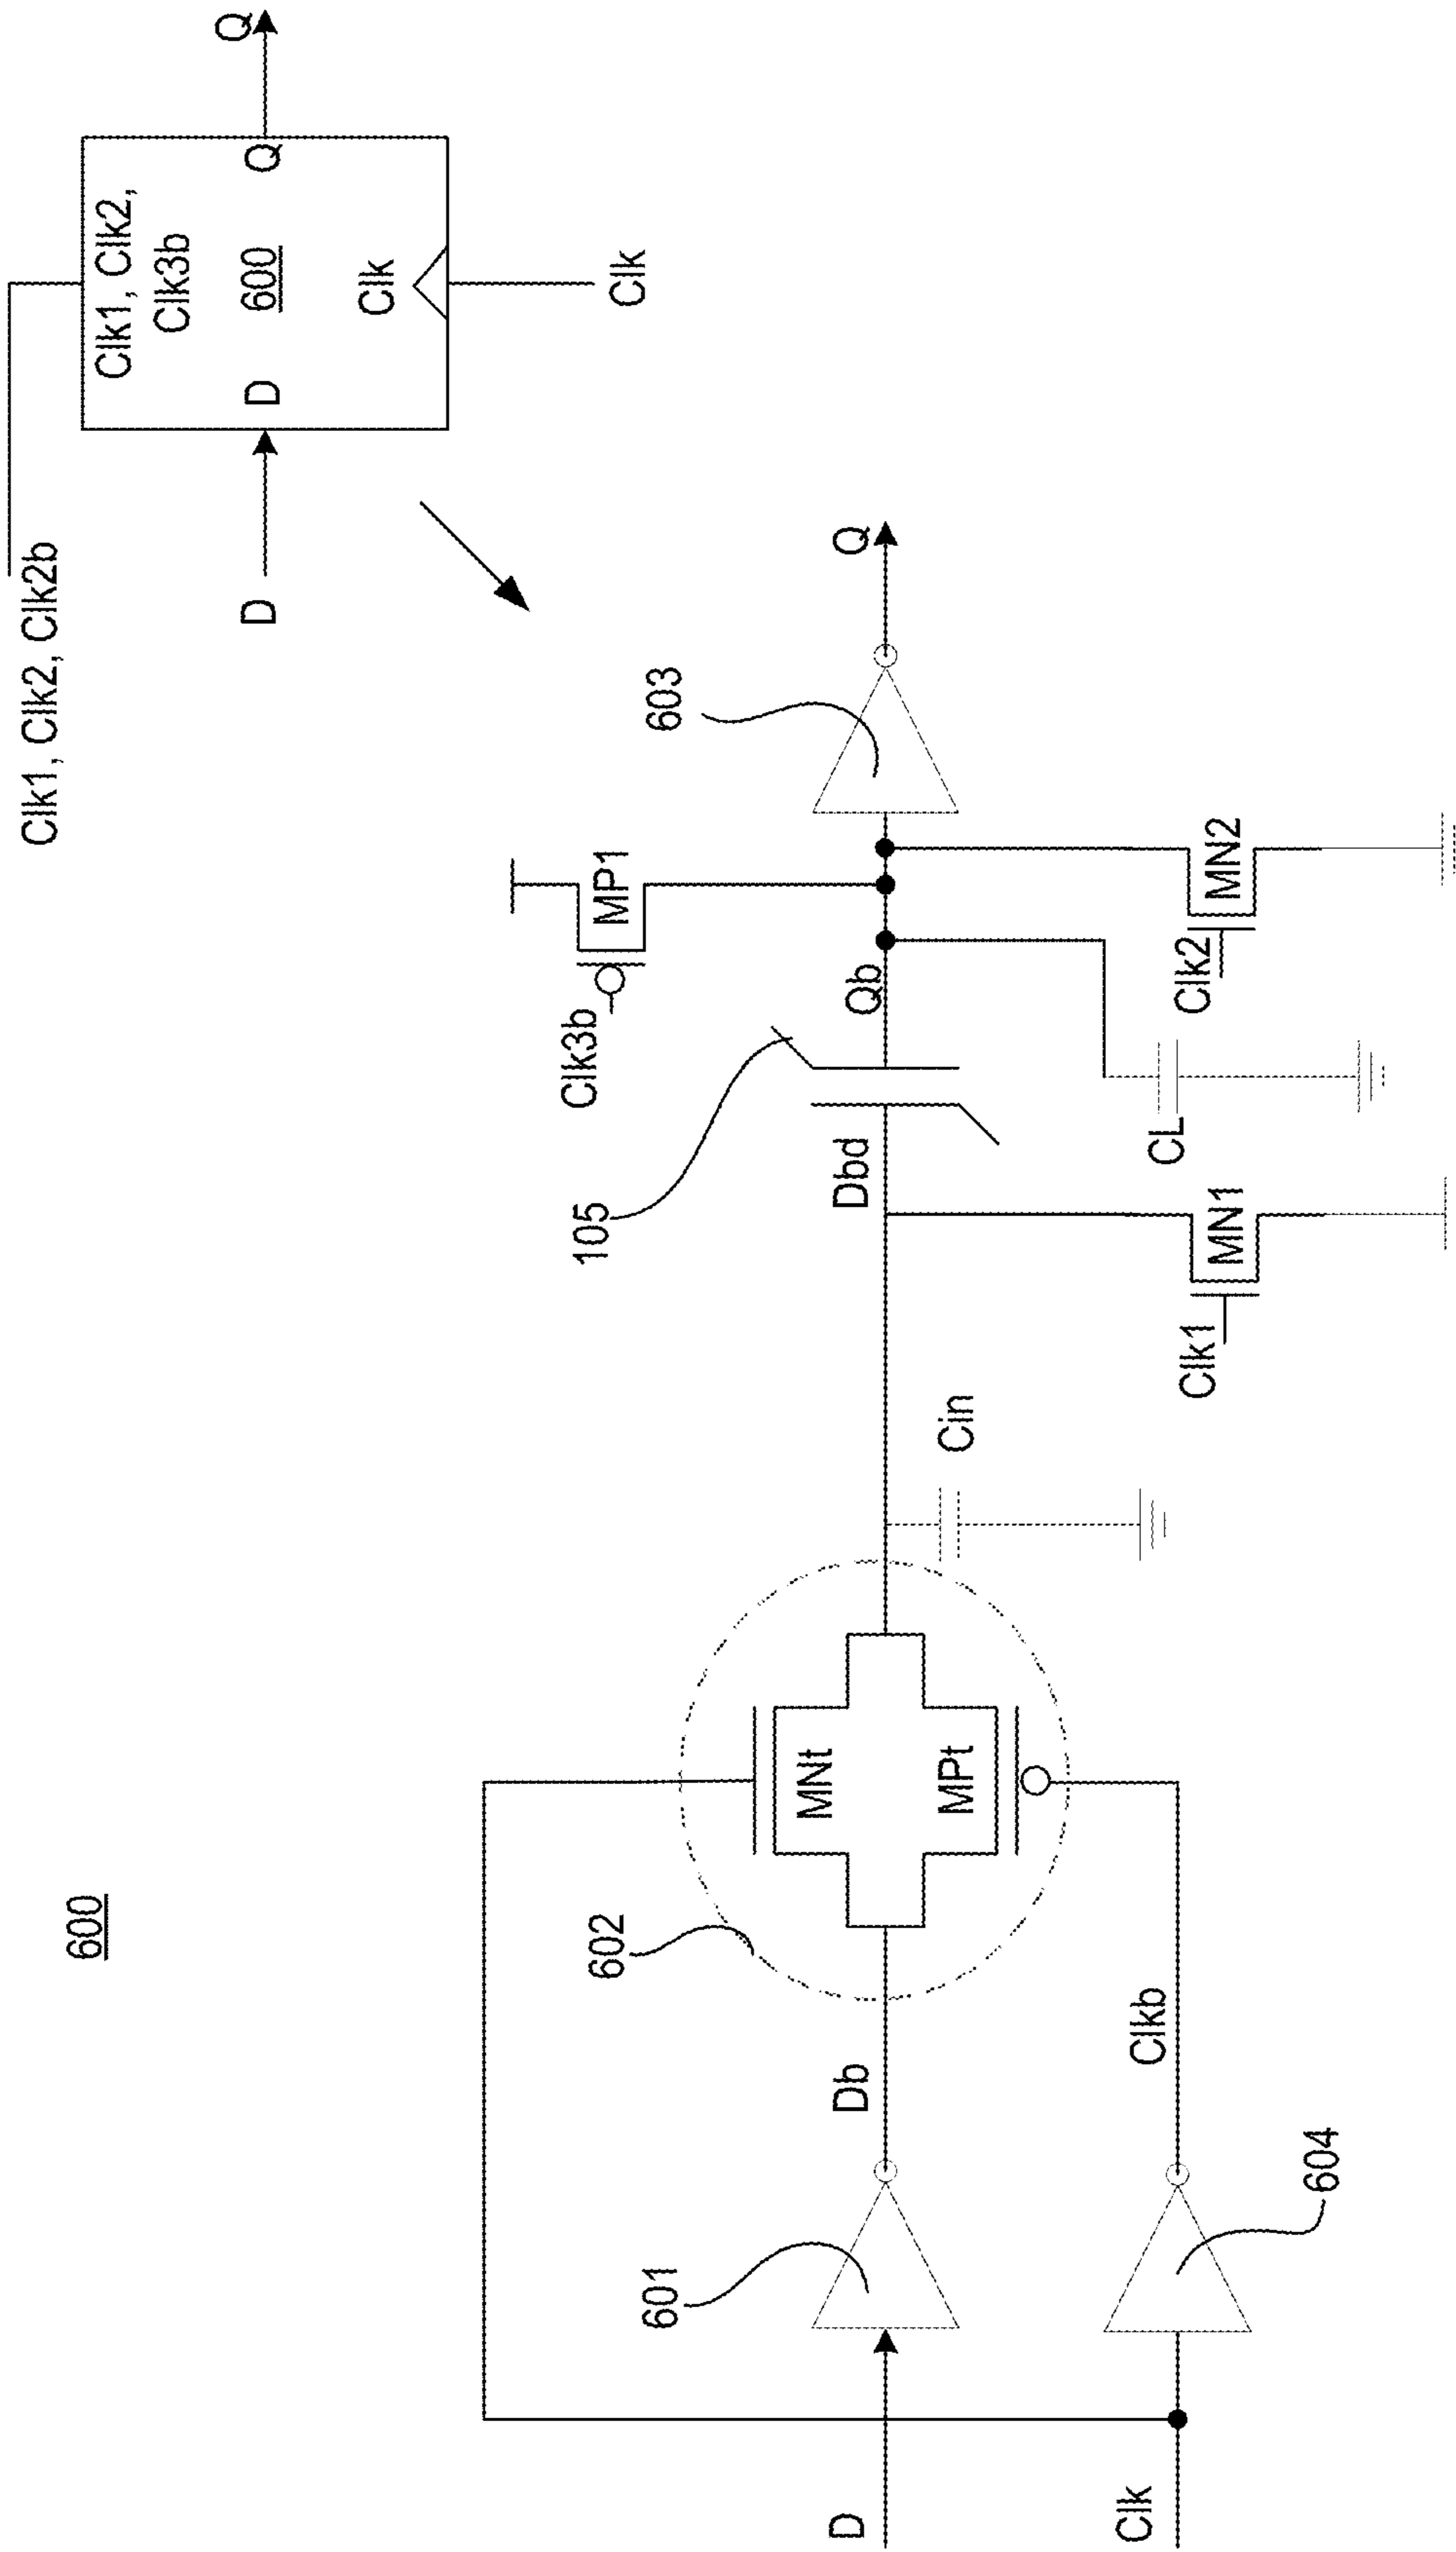 600
Clk1, Clk2, Clk2b
Clk1, Clk2,
Clk3b
D
D
600
Q
Q
Clk
Clk
D
601
Db
602
MNt
MPt
Clk
604
Clkb
Cin
Clk1
MN1
105
Dbd
Qb
CL
Clk3b
MP1
Clk2
MN2
603
Q